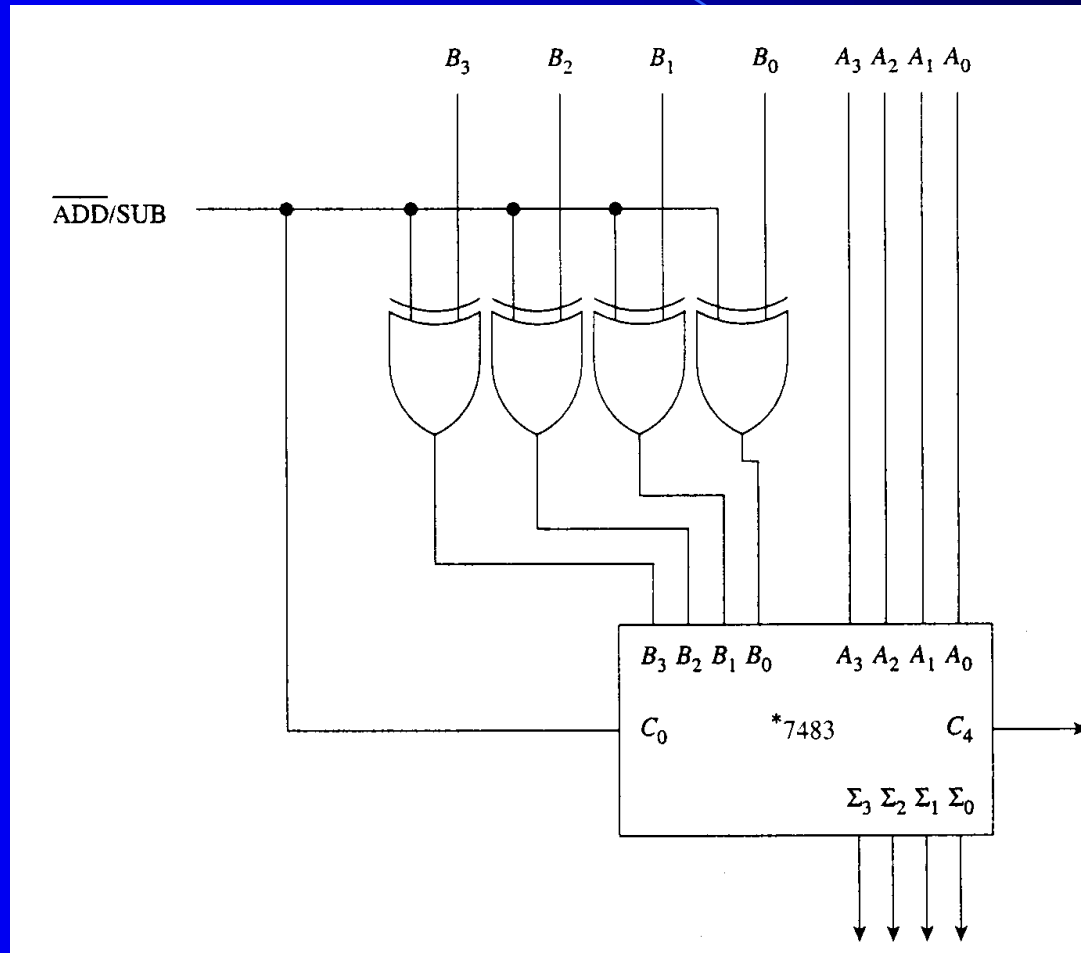 B₃ B₂ B₁ B₀ A₃ A₂ A₁ A₀
A̅D̅D̅/SUB
B₃ B₂ B₁ B₀ A₃ A₂ A₁ A₀
C₀ *7483 C₄
Σ₃ Σ₂ Σ₁ Σ₀